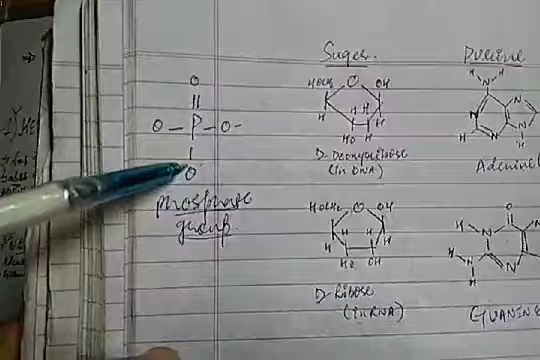 Sugar.
Purine
O
||
O - P - O-
|
O
phosphate
group.
HOCH₂ O OH
H H H H
HO H
D-Deoxyribose
(in DNA)
H H
N
N N
H N N
Adenine(
HOCH₂ O OH
H H H H
HO OH
D-Ribose
(in RNA)
O
H N
H N N
H
GUANINE